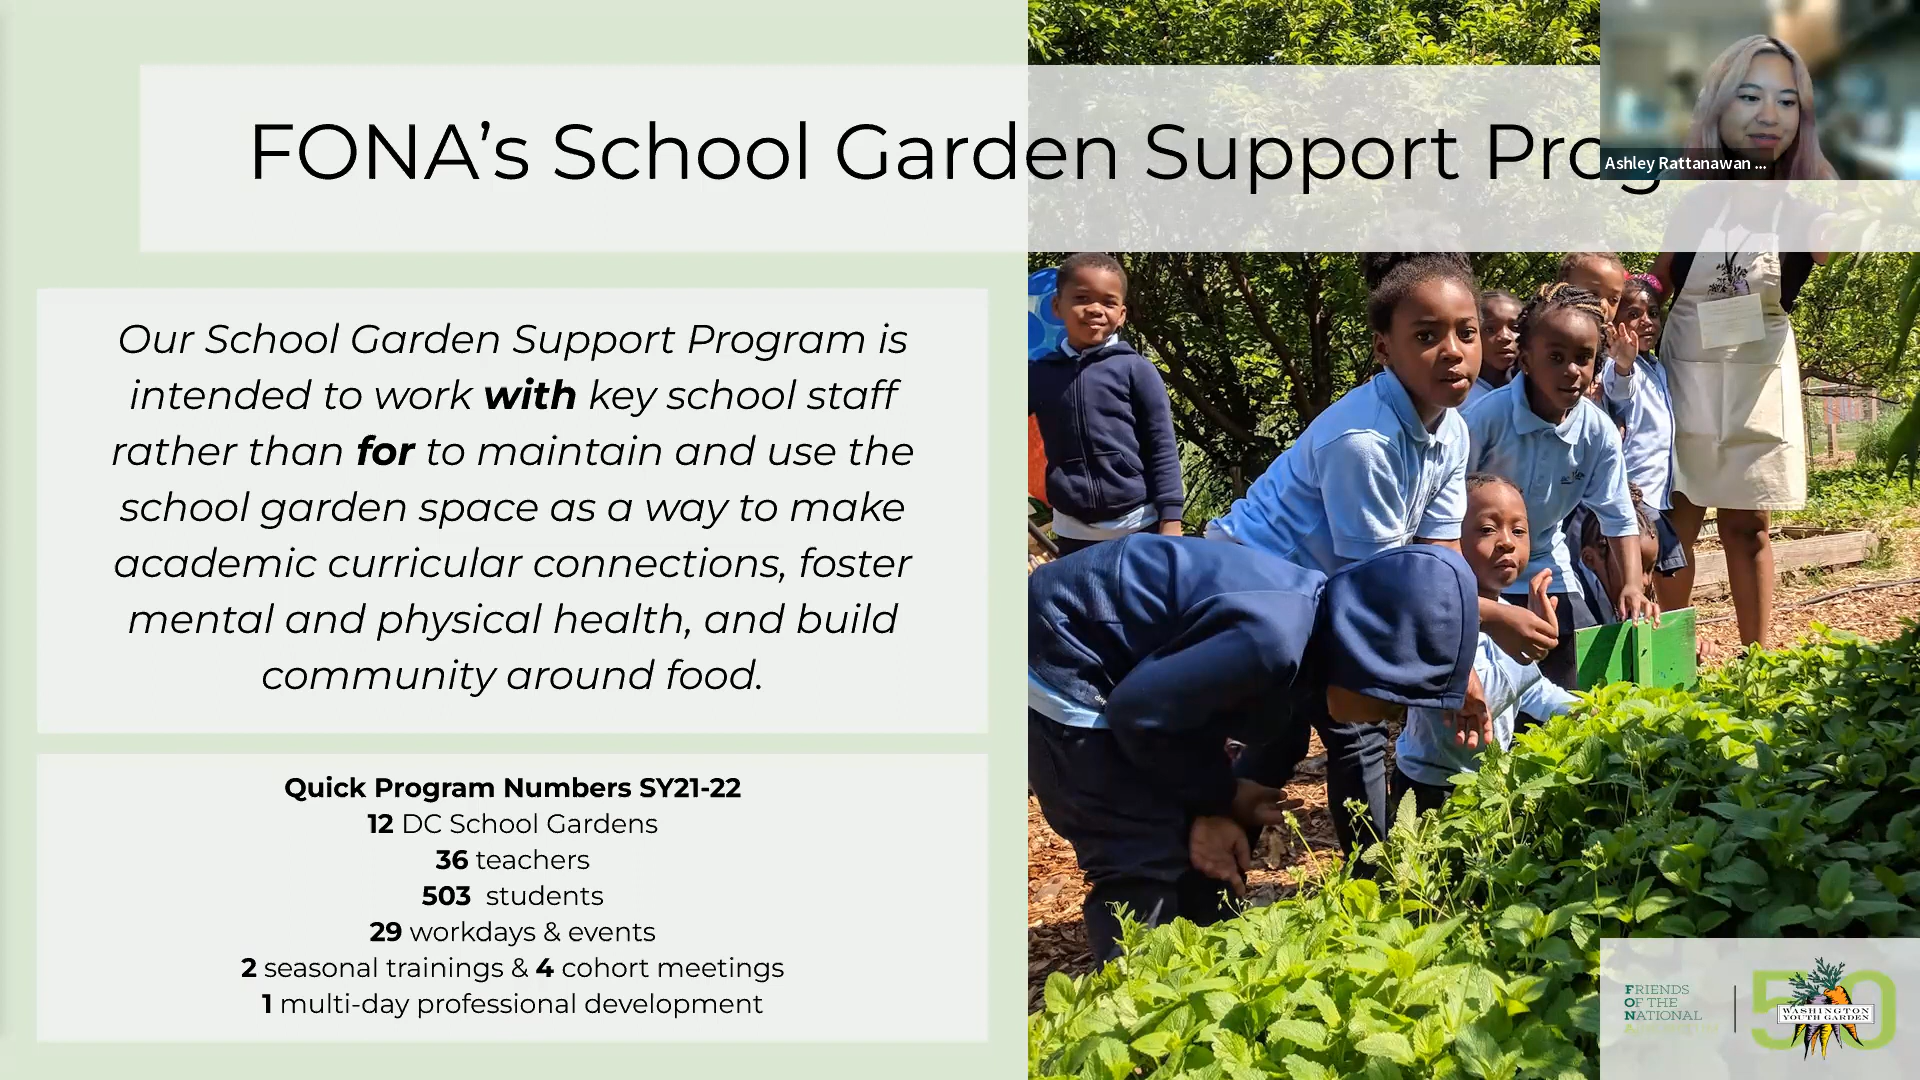 FONA's School Garden Support Prog
Ashley Rattanawan ...
Our School Garden Support Program is
intended to work with key school staff
rather than for to maintain and use the
school garden space as a way to make
academic curricular connections, foster
mental and physical health, and build
community around food.
Quick Program Numbers SY21-22
12 DC School Gardens
36 teachers
503 students
29 workdays & events
2 seasonal trainings & 4 cohort meetings
1 multi-day professional development
FRIENDS
OF THE
NATIONAL
50
WASHINGTON
YOUTH GARDEN